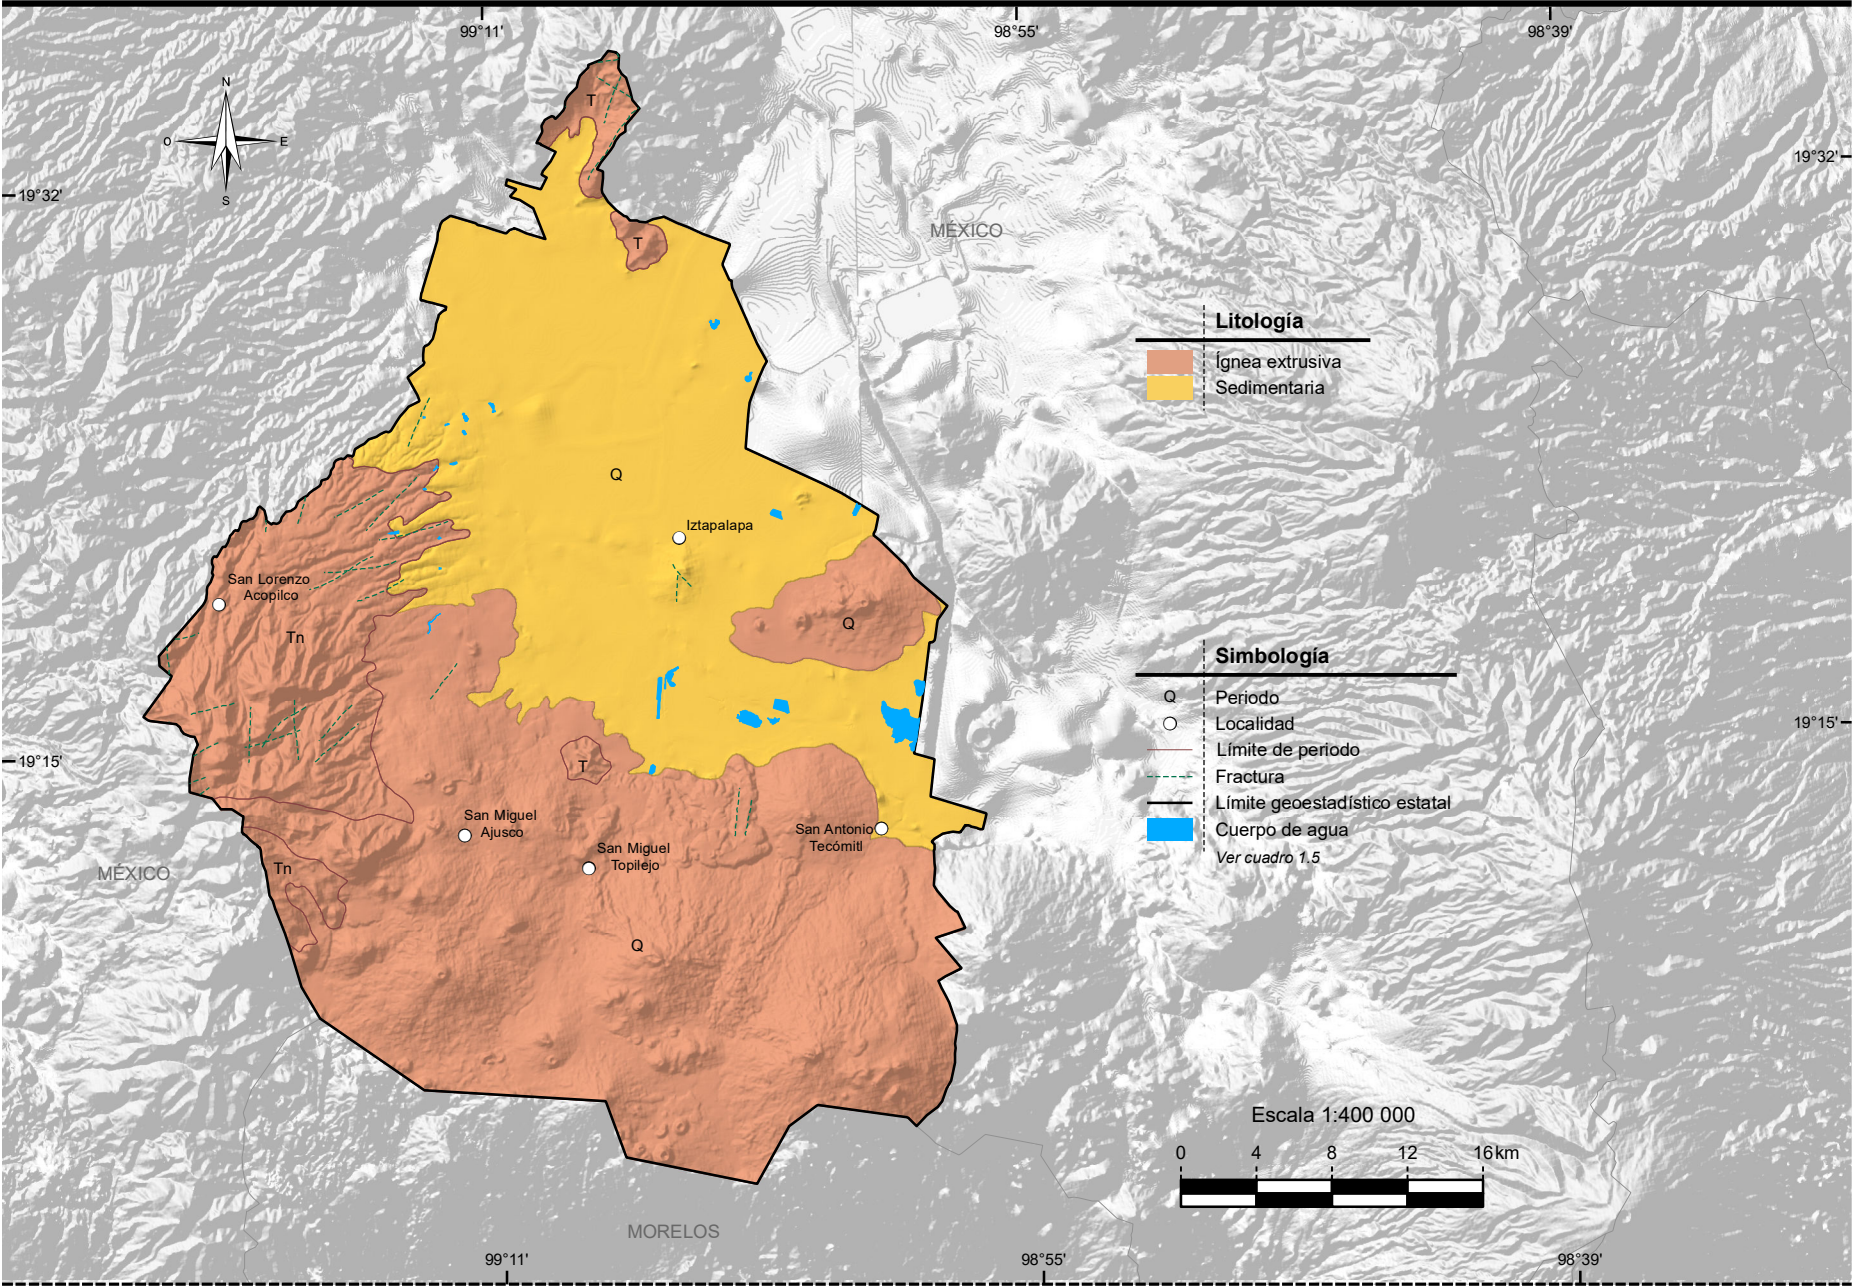 99°11'
98°55'
98°39'
N
O
E
S
19°32'
19°32'
T
T
MÉXICO
Litología
Ígnea extrusiva
Sedimentaria
Q
Iztapalapa
San Lorenzo
Acopilco
Tn
Q
Simbología
Q Periodo
Localidad
Límite de periodo
Fractura
Límite geoestadístico estatal
Cuerpo de agua
Ver cuadro 1.5
19°15'
19°15'
T
San Miguel
Ajusco
San Miguel
Topilejo
San Antonio
Tecómitl
MÉXICO
Tn
Q
Escala 1:400 000
0 4 8 12 16 km
MORELOS
99°11'
98°55'
98°39'